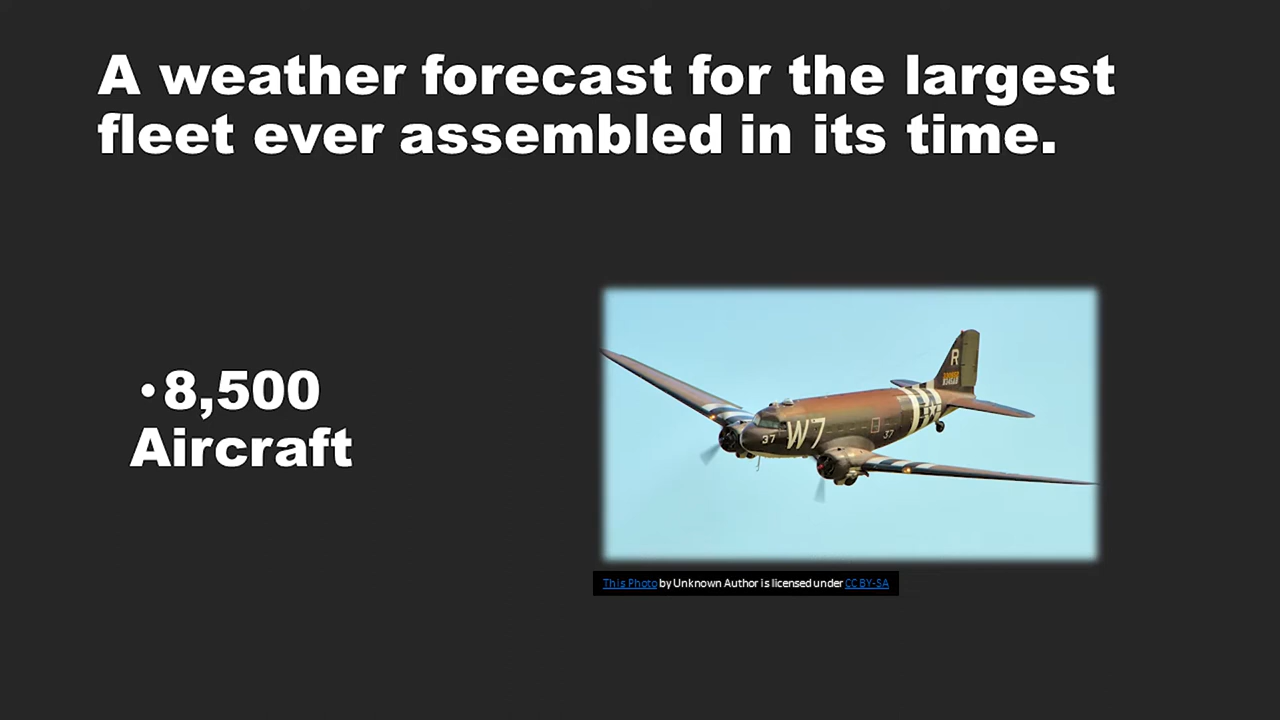 A weather forecast for the largest
fleet ever assembled in its time.
•8,500
Aircraft
R
W7
37
37
This Photo by Unknown Author is licensed under CC BY-SA